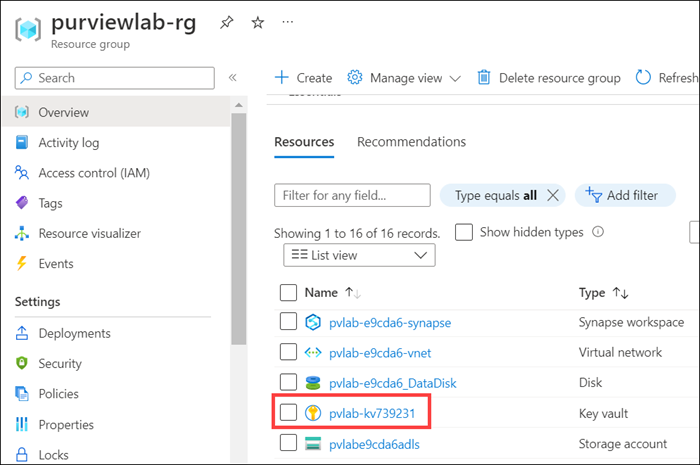 purviewlab-rg
Resource group
Search
Create Manage view Delete resource group Refresh
Overview
Activity log
Access control (IAM)
Tags
Resource visualizer
Events
Settings
Deployments
Security
Policies
Properties
Locks
Resources Recommendations
Filter for any field... Type equals all Add filter
Showing 1 to 16 of 16 records. Show hidden types
List view
Name Type
pvlab-e9cda6-synapse Synapse workspace
pvlab-e9cda6-vnet Virtual network
pvlab-e9cda6_DataDisk Disk
pvlab-kv739231 Key vault
pvlabe9cda6adls Storage account